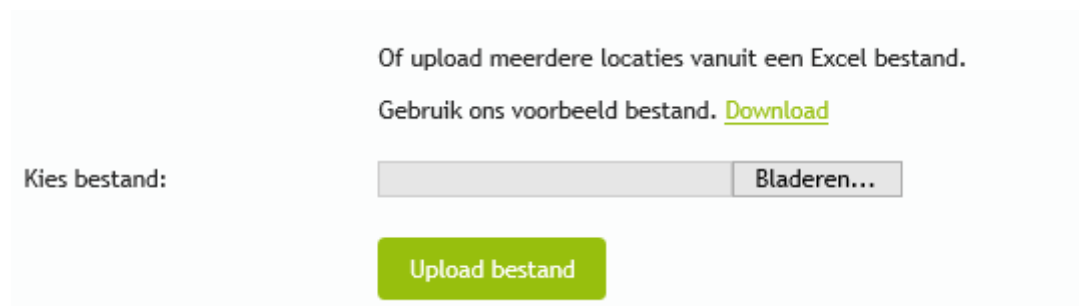 Of upload meerdere locaties vanuit een Excel bestand.
Gebruik ons voorbeeld bestand. Download
Kies bestand: Bladeren...
Upload bestand